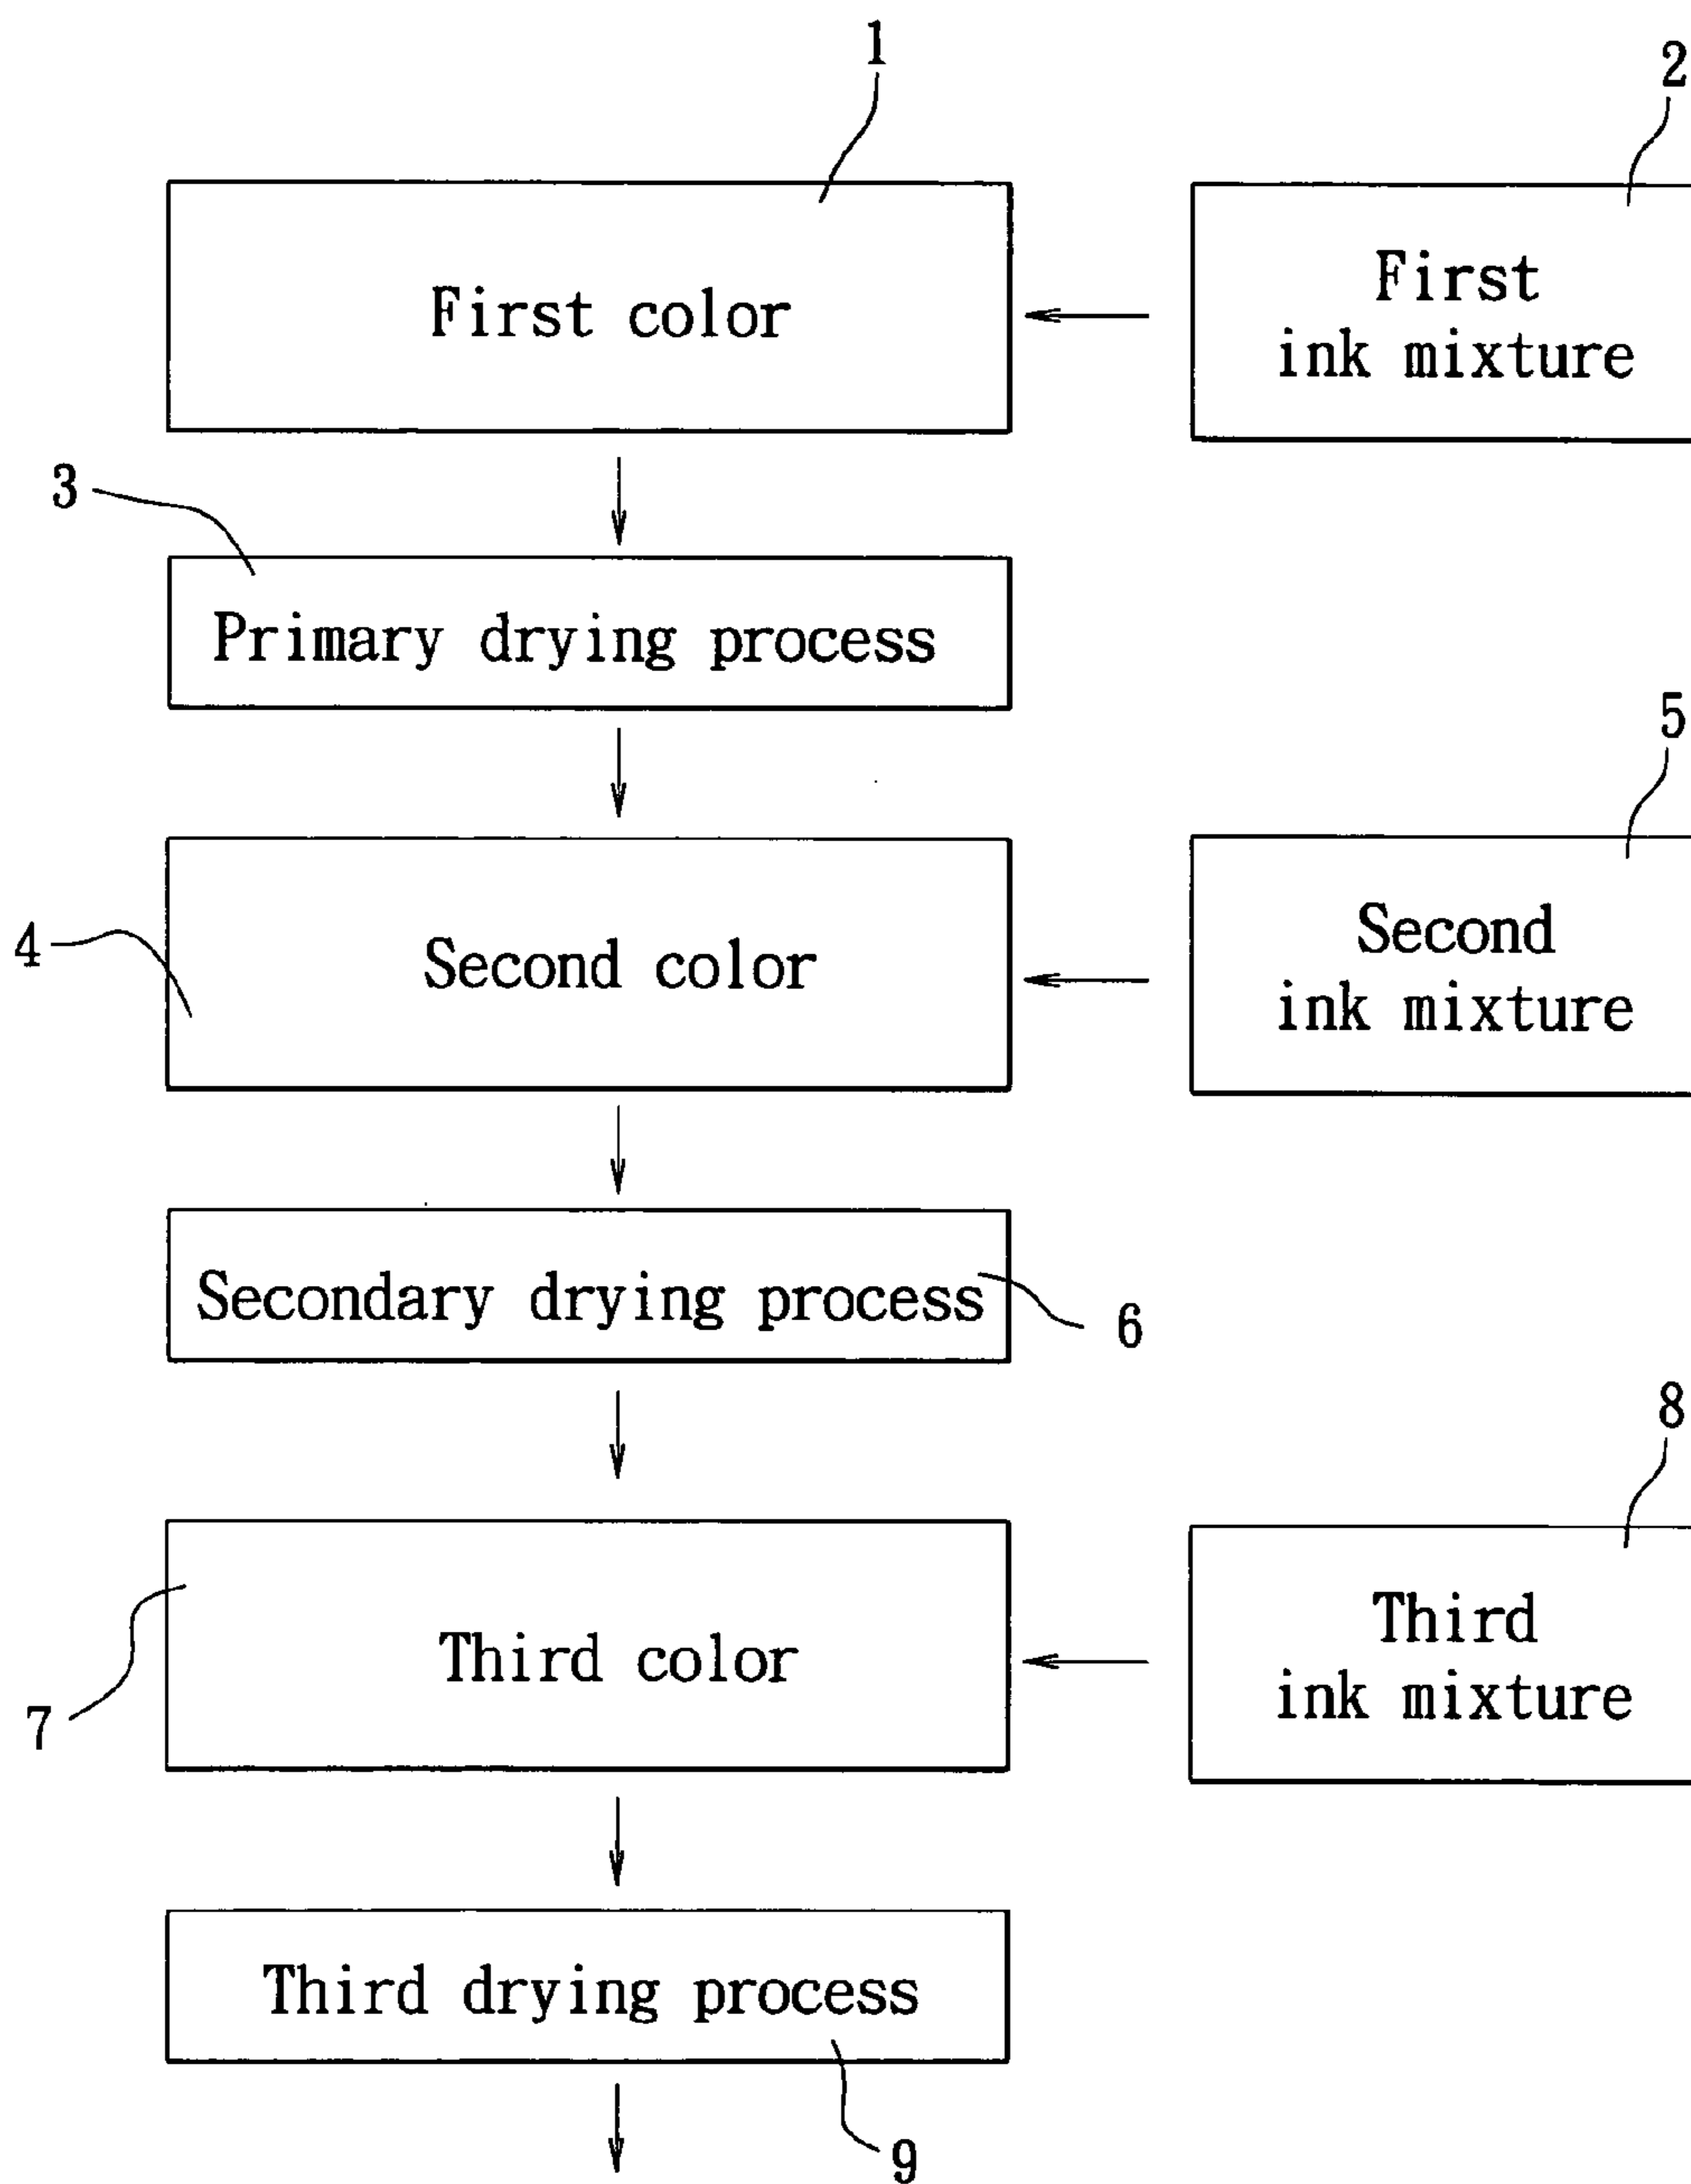 1
2
First color
First
ink mixture
3
Primary drying process
5
4
Second color
Second
ink mixture
Secondary drying process
6
8
7
Third color
Third
ink mixture
Third drying process
9